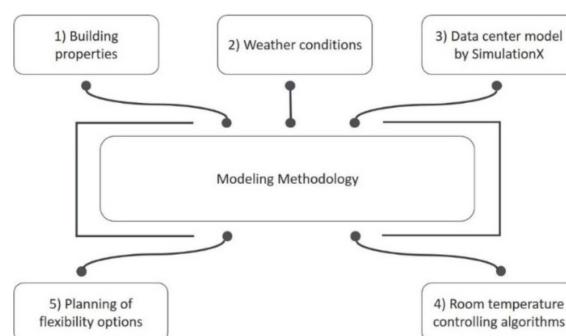 1) Building
properties
2) Weather conditions
3) Data center model
by SimulationX
Modeling Methodology
5) Planning of
flexibility options
4) Room temperature
controlling algorithms